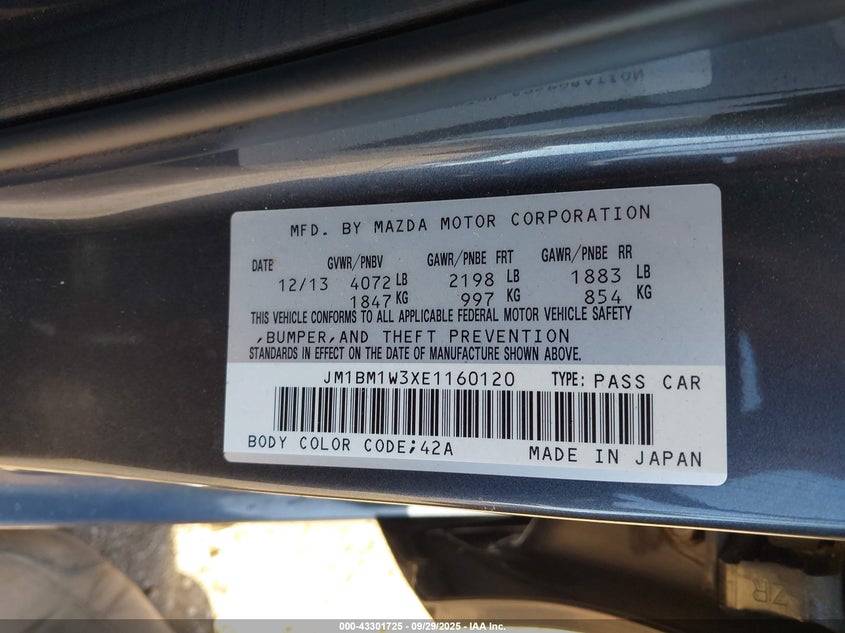 MFD. BY MAZDA MOTOR CORPORATION
DATE GVWR/PNBV GAWR/PNBE FRT GAWR/PNBE RR
12/13 4072 LB 2198 LB 1883 LB
1847 KG 997 KG 854 KG
THIS VEHICLE CONFORMS TO ALL APPLICABLE FEDERAL MOTOR VEHICLE SAFETY
,BUMPER,AND THEFT PREVENTION
STANDARDS IN EFFECT ON THE DATE OF MANUFACTURE SHOWN ABOVE.
JM1BM1W3XE1160120 TYPE: PASS CAR
BODY COLOR CODE;42A MADE IN JAPAN
000-43301725 - 09/29/2025 - IAA Inc.